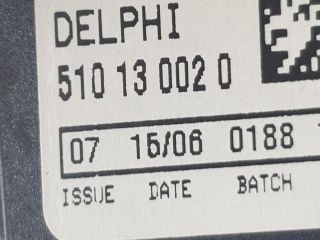 DELPHI
510 13 002 0
07 15/06 0188
ISSUE DATE BATCH